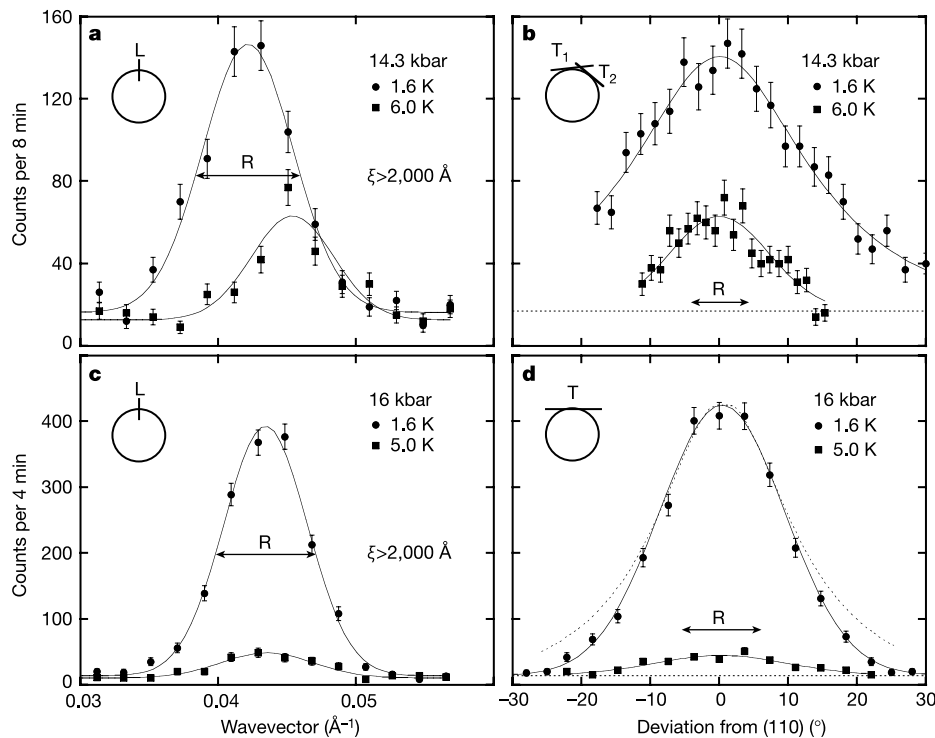 a
L
14.3 kbar
1.6 K
6.0 K
R
ξ>2,000 Å
Counts per 8 min
160
120
80
40
0
b
T1
T2
14.3 kbar
1.6 K
6.0 K
R
c
L
16 kbar
1.6 K
5.0 K
R
ξ>2,000 Å
Counts per 4 min
400
300
200
100
0
0.03
0.04
0.05
Wavevector (Å–1)
d
T
16 kbar
1.6 K
5.0 K
R
–30
–20
–10
0
10
20
30
Deviation from (110) (°)